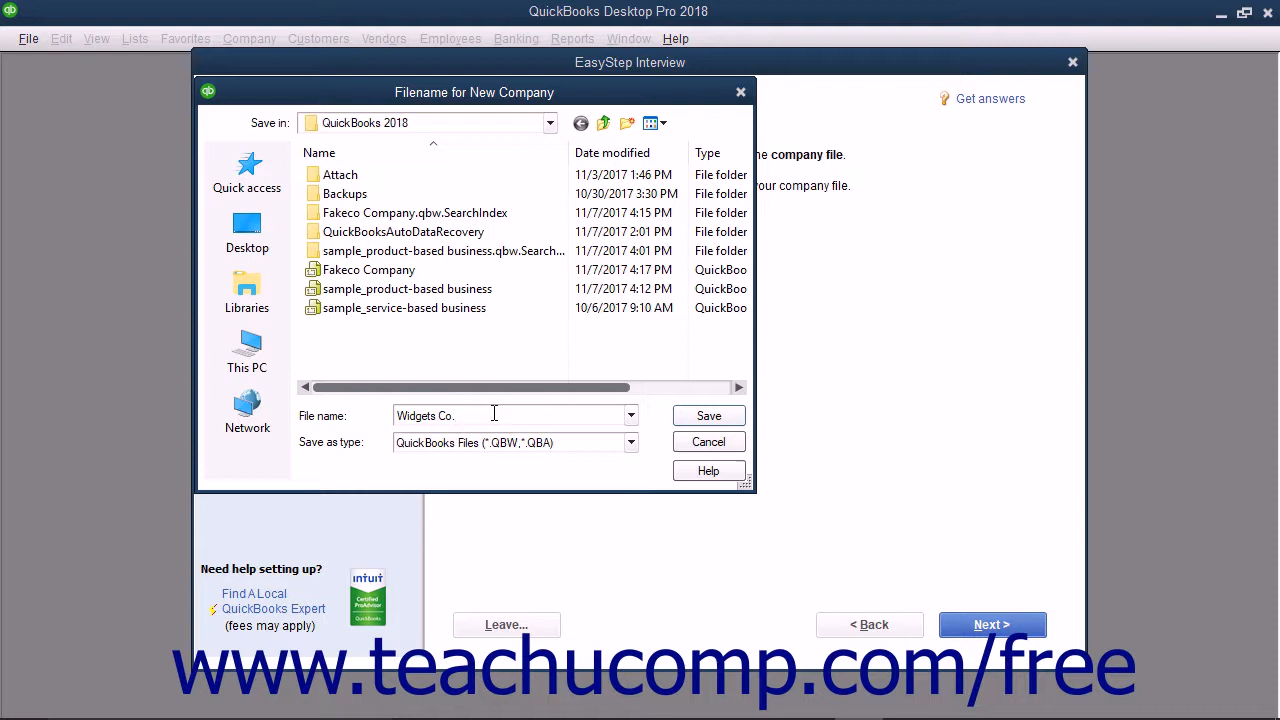 QuickBooks Desktop Pro 2018
File Edit View Lists Favorites Company Customers Vendors Employees Banking Reports Window Help
EasyStep Interview
Filename for New Company
Get answers
Save in: QuickBooks 2018
he company file.
your company file.
Name Date modified Type
Attach 11/3/2017 1:46 PM File folder
Backups 10/30/2017 3:30 PM File folder
Fakeco Company.qbw.SearchIndex 11/7/2017 4:15 PM File folder
QuickBooksAutoDataRecovery 11/7/2017 2:01 PM File folder
sample_product-based business.qbw.Search... 11/7/2017 4:01 PM File folder
Fakeco Company 11/7/2017 4:17 PM QuickBoo
sample_product-based business 11/7/2017 4:12 PM QuickBoo
sample_service-based business 10/6/2017 9:10 AM QuickBoo
Quick access
Desktop
Libraries
This PC
Network
File name: Widgets Co. Save
Save as type: QuickBooks Files (*.QBW,*.QBA) Cancel
Help
Need help setting up?
Find A Local
QuickBooks Expert
(fees may apply)
intuit
Certified
ProAdvisor
QuickBooks
Leave... < Back Next >
www.teachucomp.com/free